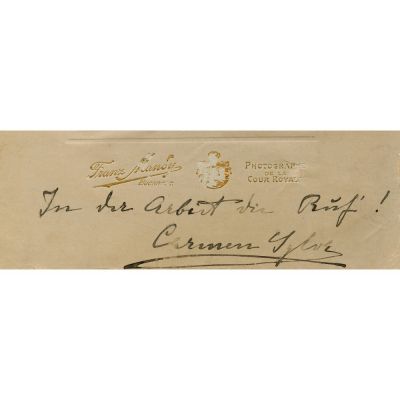 Franz Mandy
PHOTOGRAPHE
DE LA
COUR ROYALE
In der Arbeit die Ruh'!
Carmen Sylva